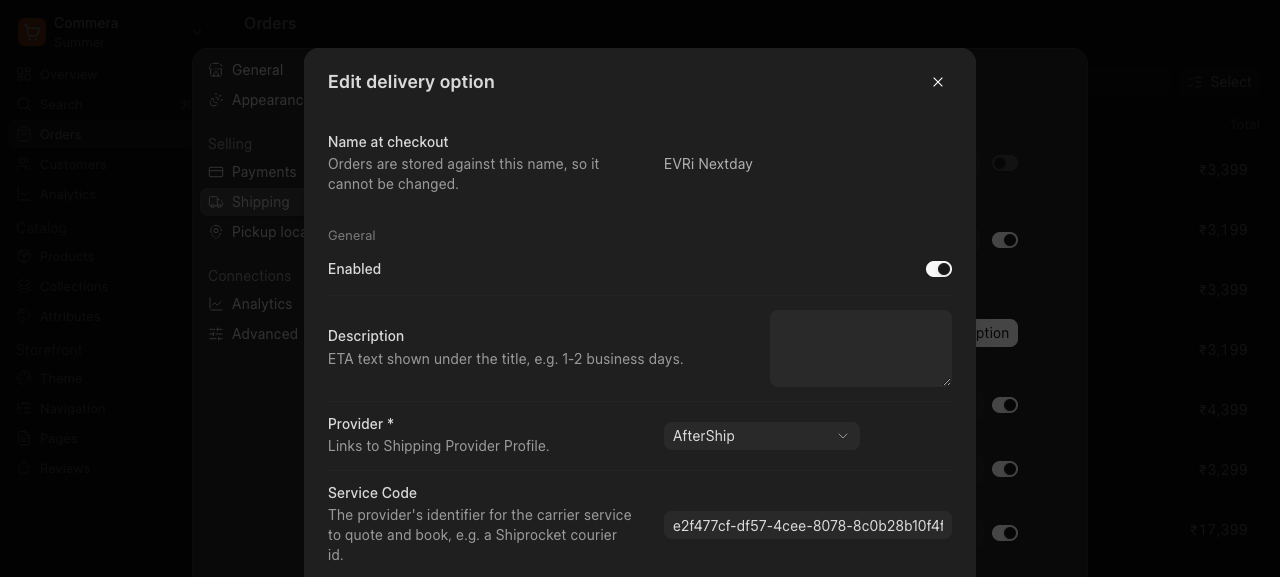 Commera
Summer
Orders
Overview
Search
Orders
Customers
Analytics
Catalog
Products
Collections
Attributes
Storefront
Theme
Navigation
Pages
Reviews
General
Appearanc
Selling
Payments
Shipping
Pickup loca
Connections
Analytics
Advanced
Edit delivery option
Name at checkout
Orders are stored against this name, so it
cannot be changed.
EVRi Nextday
General
Enabled
Description
ETA text shown under the title, e.g. 1-2 business days.
Provider *
Links to Shipping Provider Profile.
AfterShip
Service Code
The provider's identifier for the carrier service
to quote and book, e.g. a Shiprocket courier
id.
e2f477cf-df57-4cee-8078-8c0b28b10f4f
ption
Select
Total
₹3,399
₹3,199
₹3,399
₹3,199
₹4,399
₹3,299
₹17,399